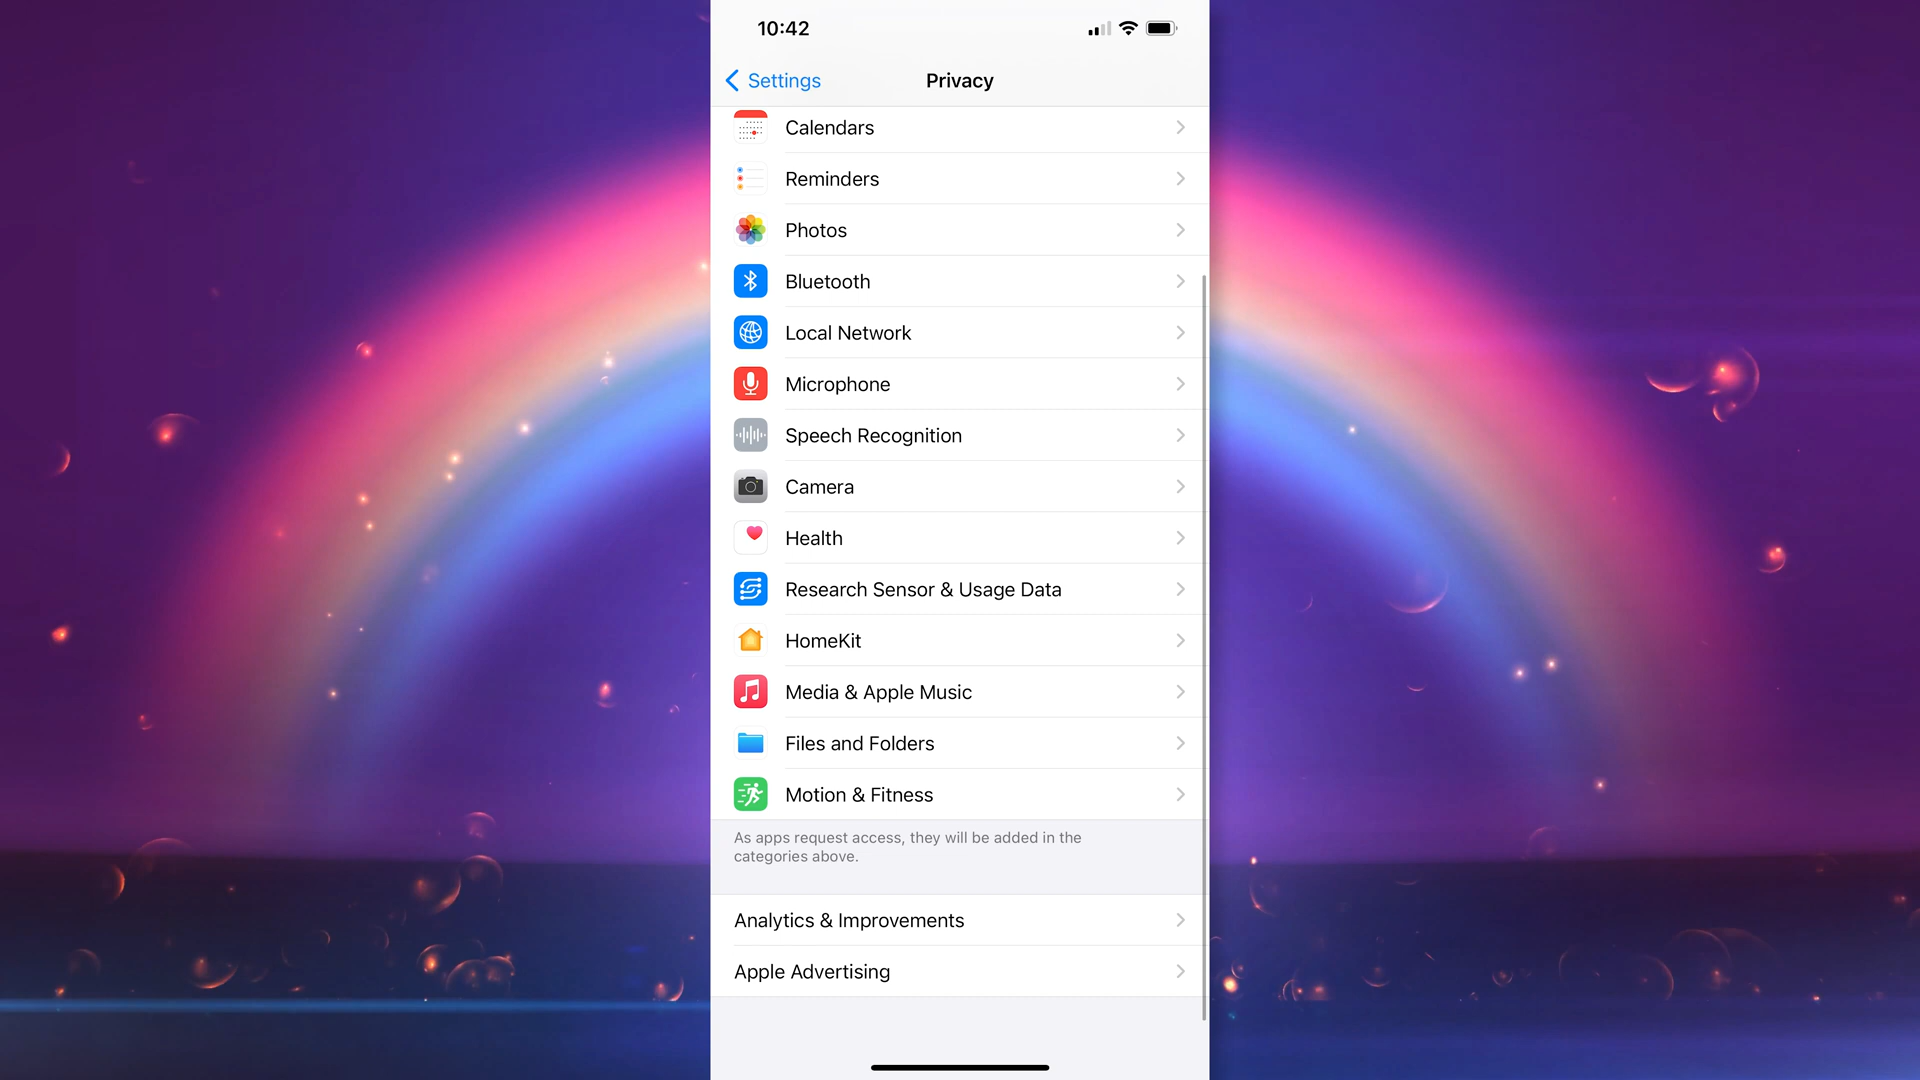 10:42
Settings
Privacy
Calendars
Reminders
Photos
Bluetooth
Local Network
Microphone
Speech Recognition
Camera
Health
Research Sensor & Usage Data
HomeKit
Media & Apple Music
Files and Folders
Motion & Fitness
As apps request access, they will be added in the
categories above.
Analytics & Improvements
Apple Advertising